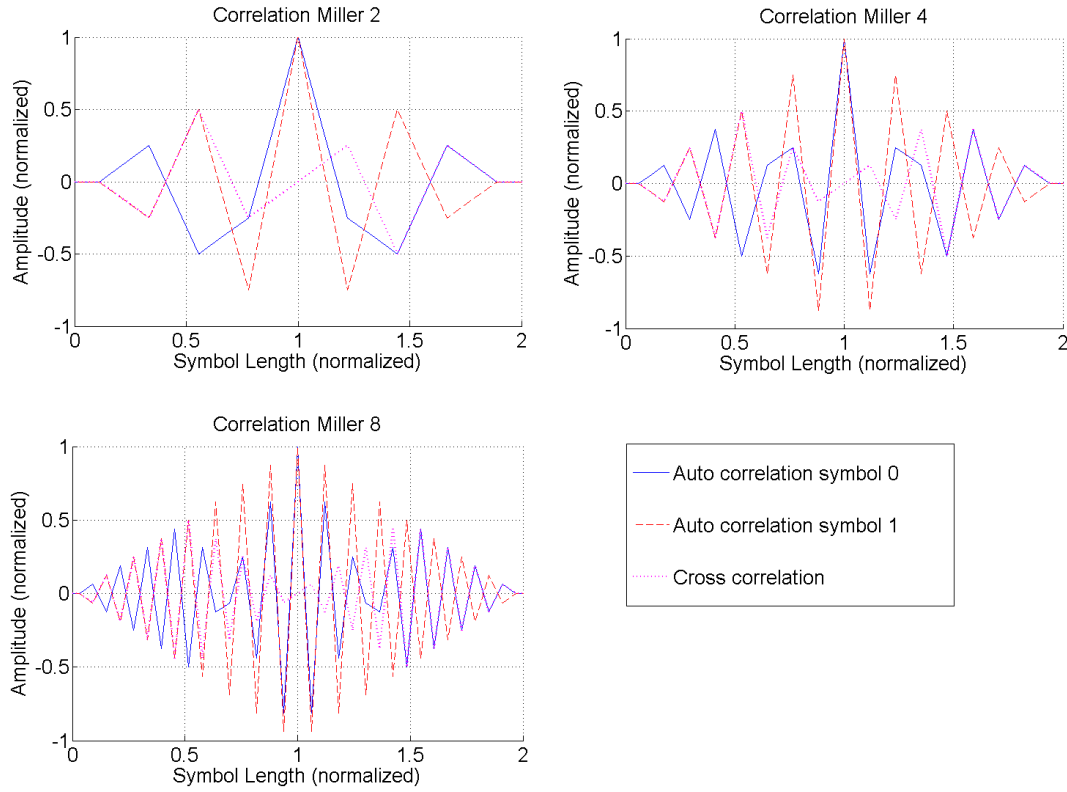 Correlation Miller 2
1
0.5
0
-0.5
-1
0
0.5
1
1.5
2
Amplitude (normalized)
Symbol Length (normalized)
Correlation Miller 4
1
0.5
0
-0.5
-1
0
0.5
1
1.5
2
Amplitude (normalized)
Symbol Length (normalized)
Correlation Miller 8
1
0.5
0
-0.5
-1
0
0.5
1
1.5
2
Amplitude (normalized)
Symbol Length (normalized)
Auto correlation symbol 0
Auto correlation symbol 1
Cross correlation